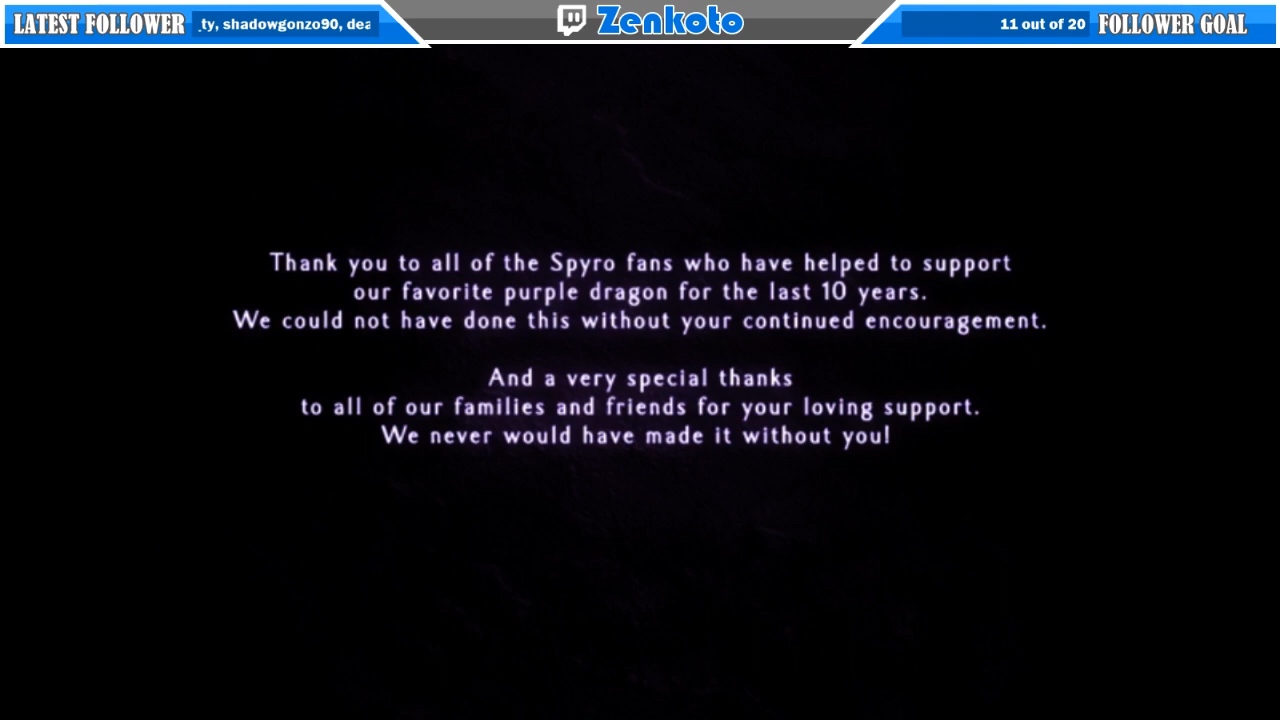 LATEST FOLLOWER
shadowgonzo90,
Zenkoto
11 out of 20 FOLLOWER GOAL
Thank you to all of the Spyro fans who have helped to support
our favorite purple dragon for the last 10 years.
We could not have done this without your continued encouragement.
And a very special thanks
to all of our families and friends for your loving support.
We never would have made it without you!